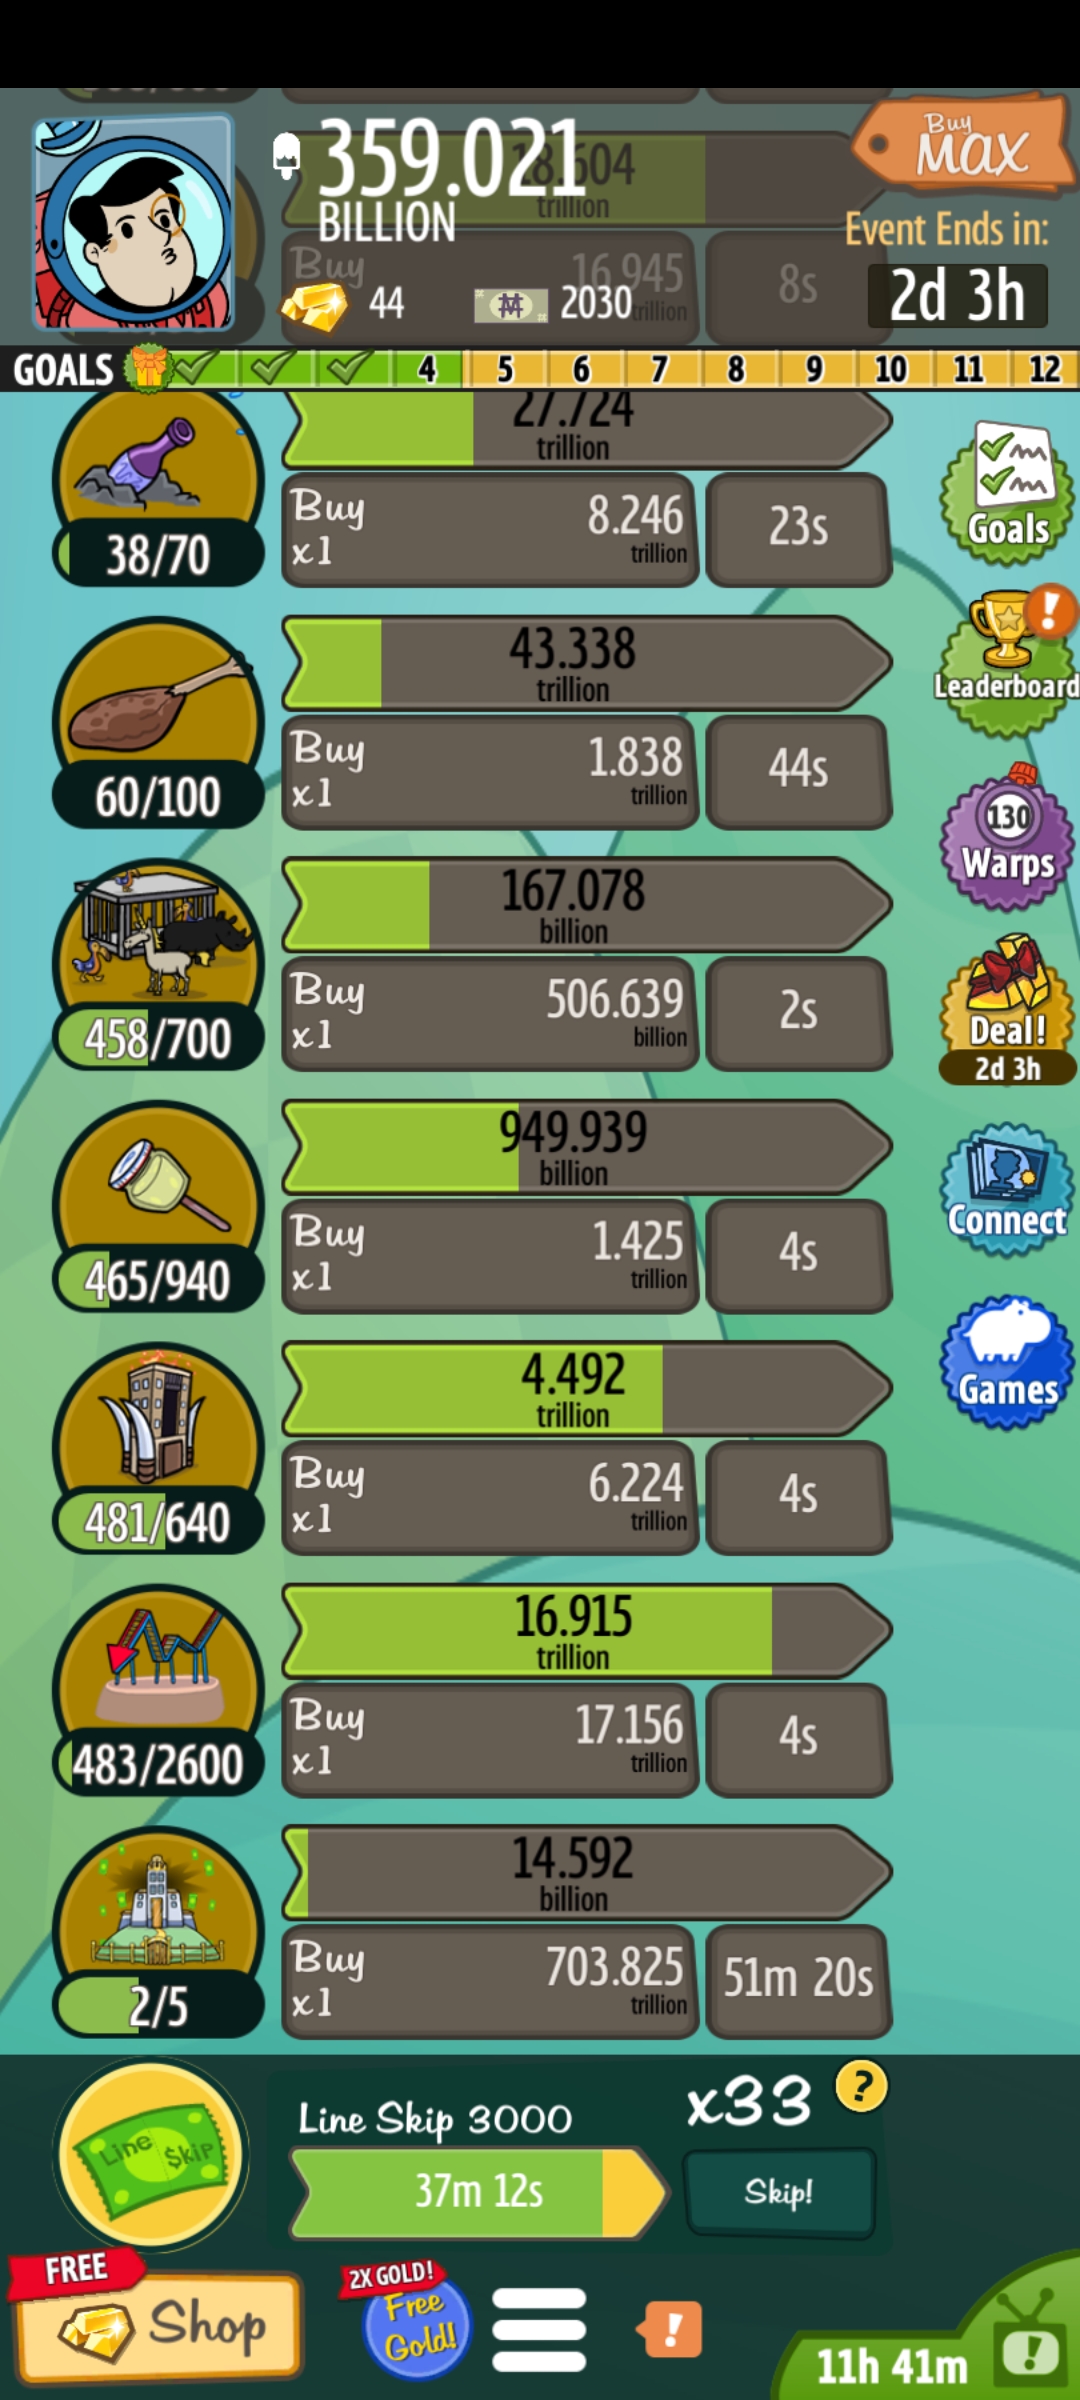 359.021
BILLION
18.604
trillion
Buy
MAX
Event Ends in:
2d 3h
Buy
16.945
trillion
8s
44
2030
GOALS
4
5
6
7
8
9
10
11
12
27.724
trillion
38/70
Buy
x1
8.246
trillion
23s
Goals
43.338
trillion
60/100
Buy
x1
1.838
trillion
44s
!
Leaderboard
130
Warps
167.078
billion
458/700
Buy
x1
506.639
billion
2s
Deal!
2d 3h
949.939
billion
465/940
Buy
x1
1.425
trillion
4s
Connect
4.492
trillion
481/640
Buy
x1
6.224
trillion
4s
Games
16.915
trillion
483/2600
Buy
x1
17.156
trillion
4s
14.592
billion
2/5
Buy
x1
703.825
trillion
51m 20s
Line $kip
Line Skip 3000
37m 12s
x33
?
Skip!
FREE
Shop
2X GOLD!
Free
Gold!
!
11h 41m
!